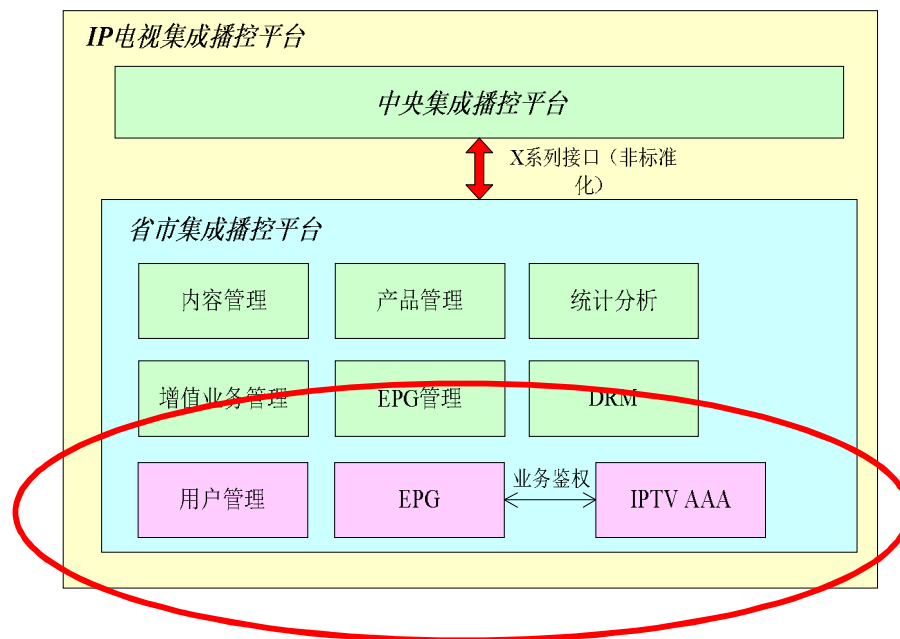 IP电视集成播控平台
中央集成播控平台
X系列接口（非标准
化）
省市集成播控平台
内容管理
产品管理
统计分析
增值业务管理
EPG管理
DRM
用户管理
EPG
业务鉴权
IPTV AAA